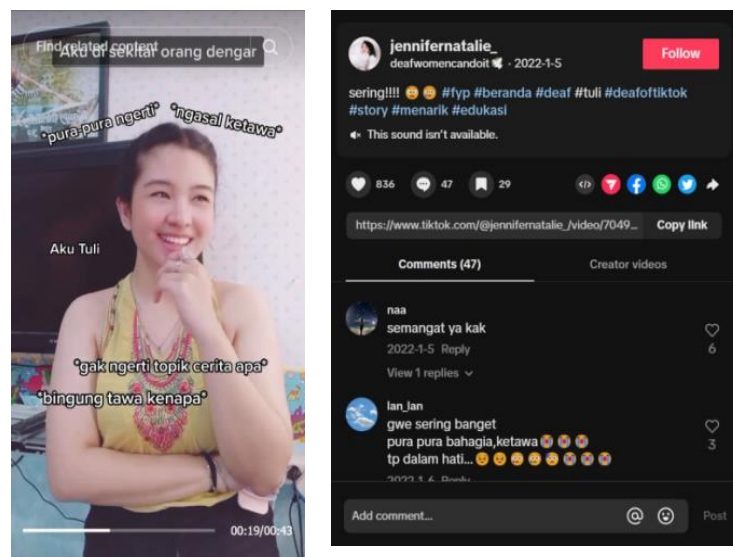 Find related content
Aku di sekitar orang dengar
*pura-pura ngerti*
*ngasal ketawa*
Aku Tuli
*gak ngerti topik cerita apa*
*bingung tawa kenapa*
00:19/00:43
jennifernatalie_
deafwomencandoit🕊 · 2022-1-5
Follow
sering!!!! 😳😳 #fyp #beranda #deaf #tuli #deafoftiktok
#story #menarik #edukasi
This sound isn't available.
836
47
29
https://www.tiktok.com/@jennifernatalie_/video/7049...
Copy link
Comments (47)
Creator videos
naa
semangat ya kak
2022-1-5 Reply
6
View 1 replies
lan_lan
gwe sering banget
pura pura bahagia,ketawa😭😭😭
3
tp dalam hati...
2022-1-6 Reply
Add comment...
@
Post